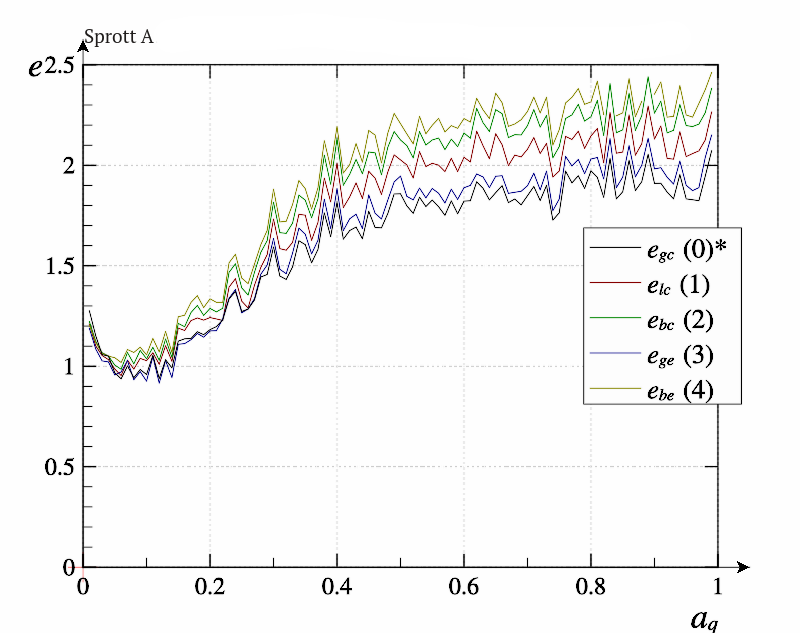 Sprott A
e
2.5
2
1.5
1
0.5
0
0 0.2 0.4 0.6 0.8 1
a_q
e_gc (0)*
e_lc (1)
e_bc (2)
e_ge (3)
e_be (4)